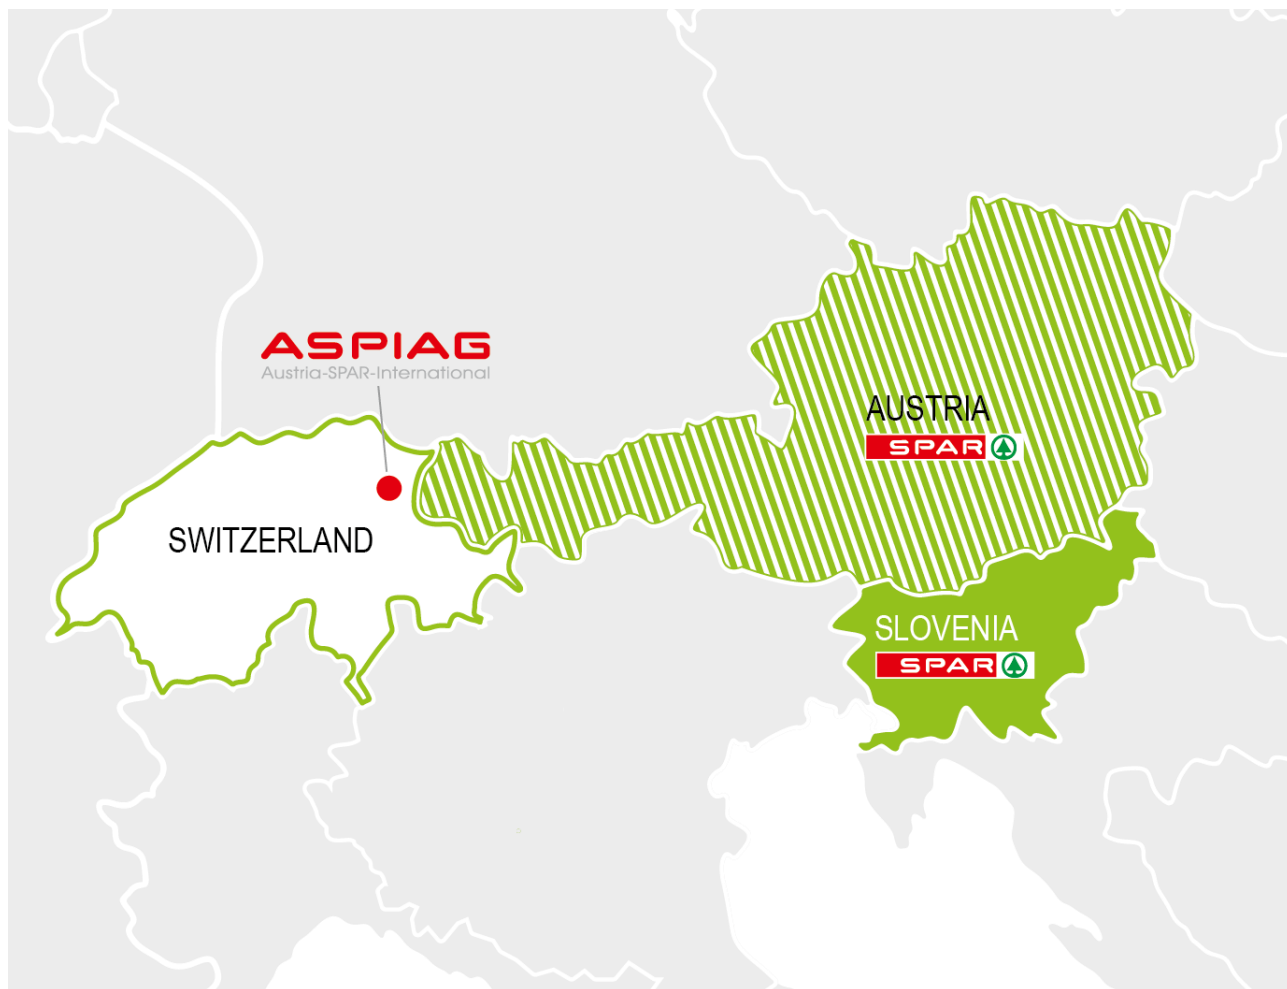 ASPIAG
Austria-SPAR-International
AUSTRIA
SPAR
SWITZERLAND
SLOVENIA
SPAR